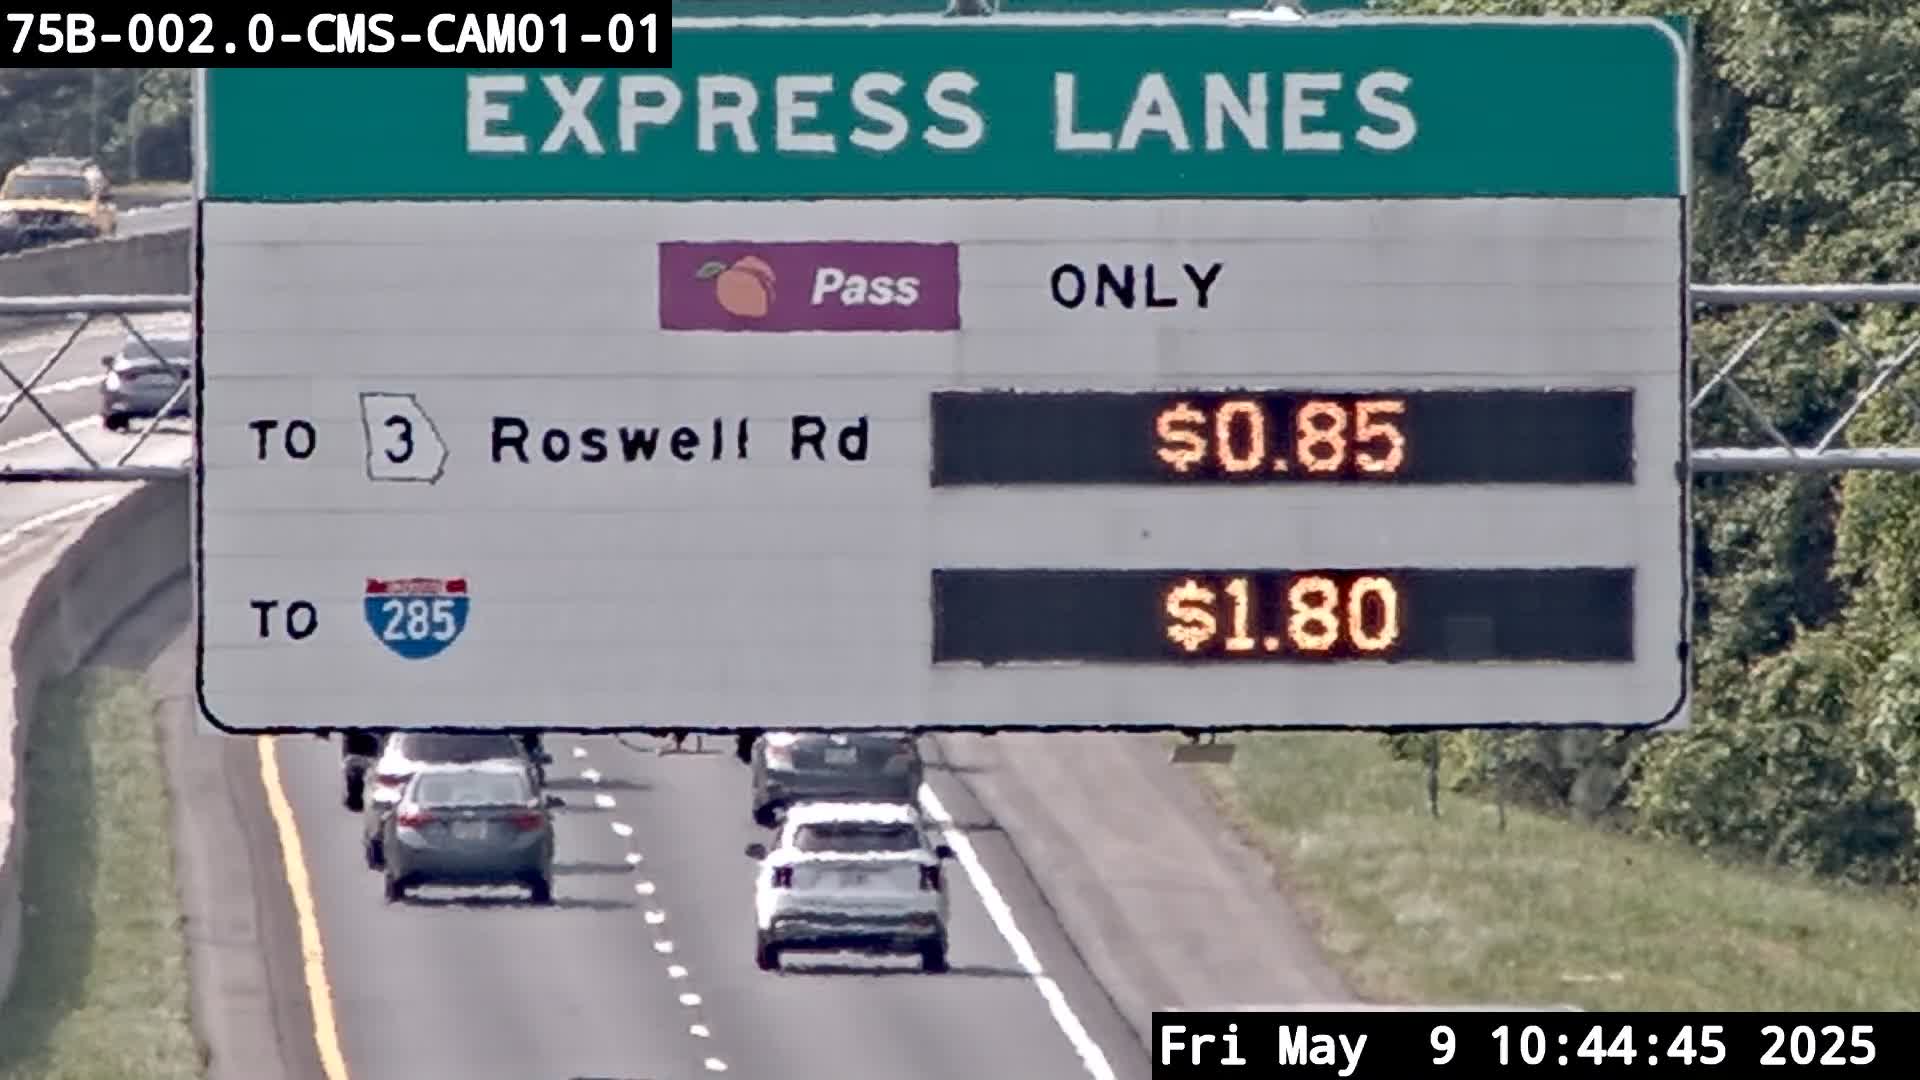 75B-002.0-CMS-CAM01-01
EXPRESS LANES
Pass ONLY
TO 3 Roswell Rd $0.85
TO 285 $1.80
Fri May 9 10:44:45 2025